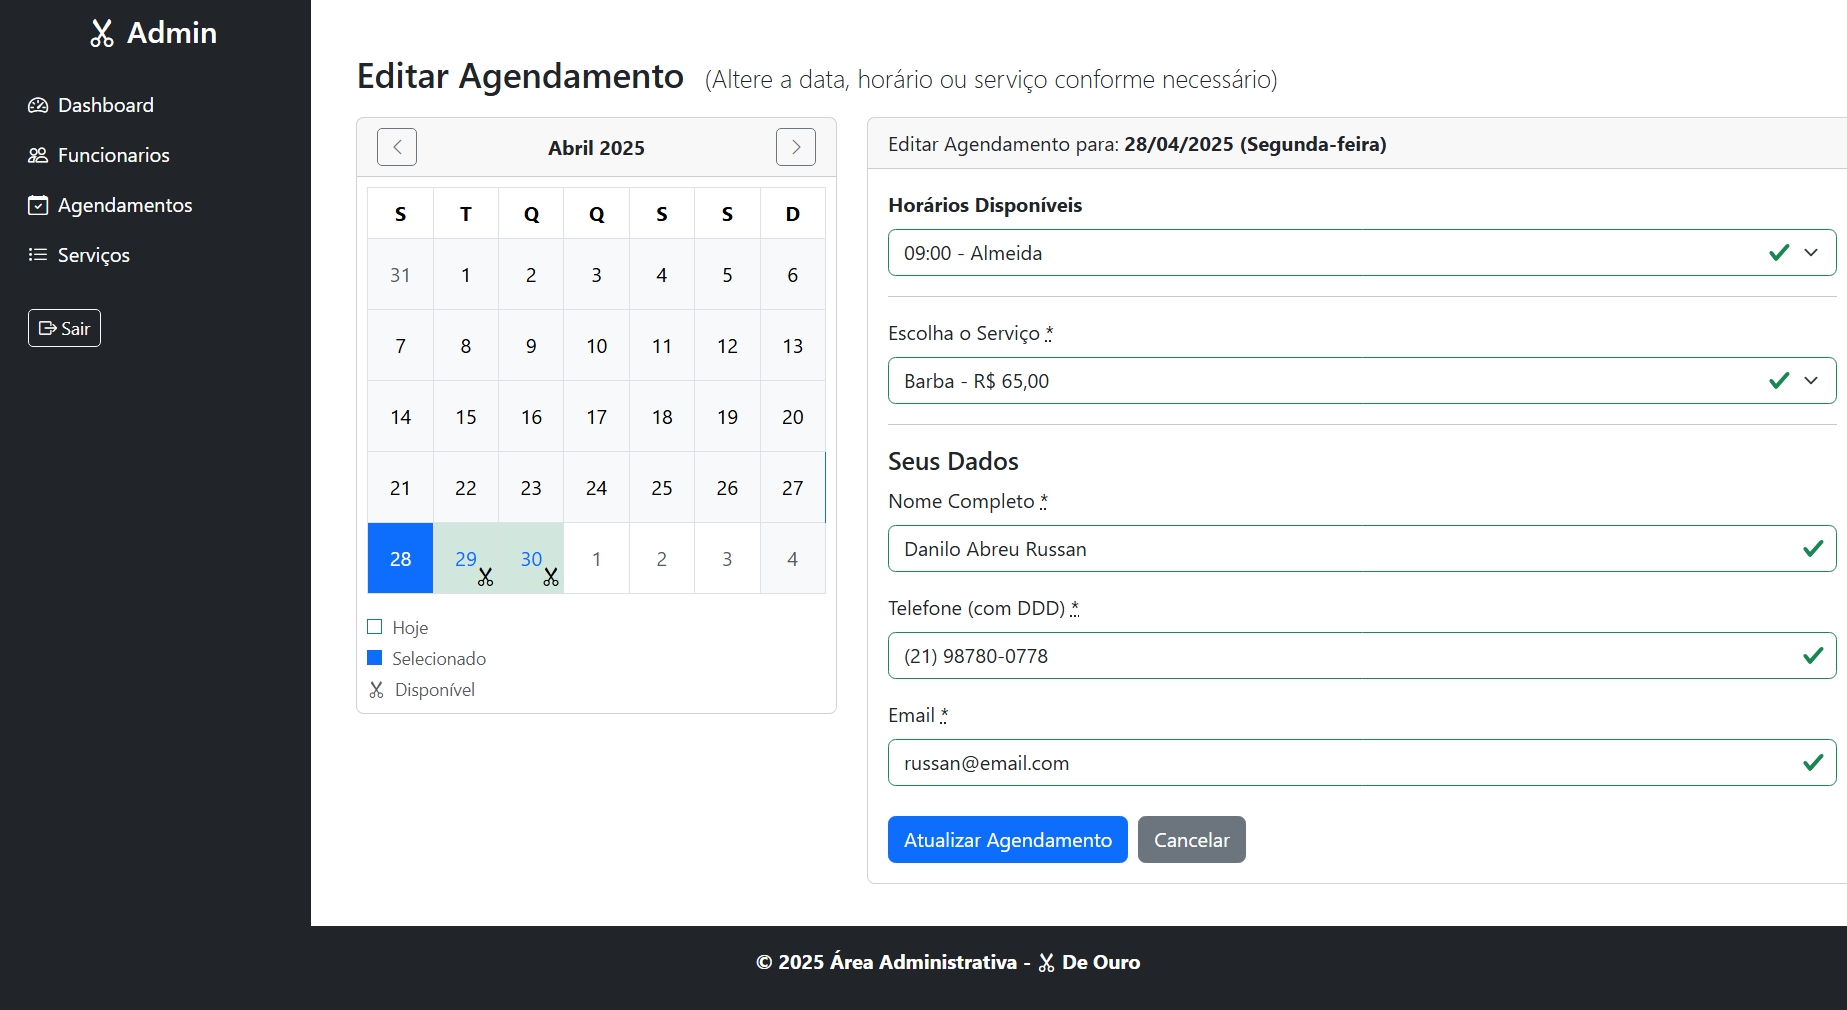 Admin
Dashboard
Funcionarios
Agendamentos
Serviços
Sair
Editar Agendamento (Altere a data, horário ou serviço conforme necessário)
Abril 2025
S T Q Q S S D
31 1 2 3 4 5 6
7 8 9 10 11 12 13
14 15 16 17 18 19 20
21 22 23 24 25 26 27
28 29 30 1 2 3 4
Hoje
Selecionado
Disponível
Editar Agendamento para: 28/04/2025 (Segunda-feira)
Horários Disponíveis
09:00 - Almeida
Escolha o Serviço *
Barba - R$ 65,00
Seus Dados
Nome Completo *
Danilo Abreu Russan
Telefone (com DDD) *
(21) 98780-0778
Email *
russan@email.com
Atualizar Agendamento Cancelar
© 2025 Área Administrativa - De Ouro